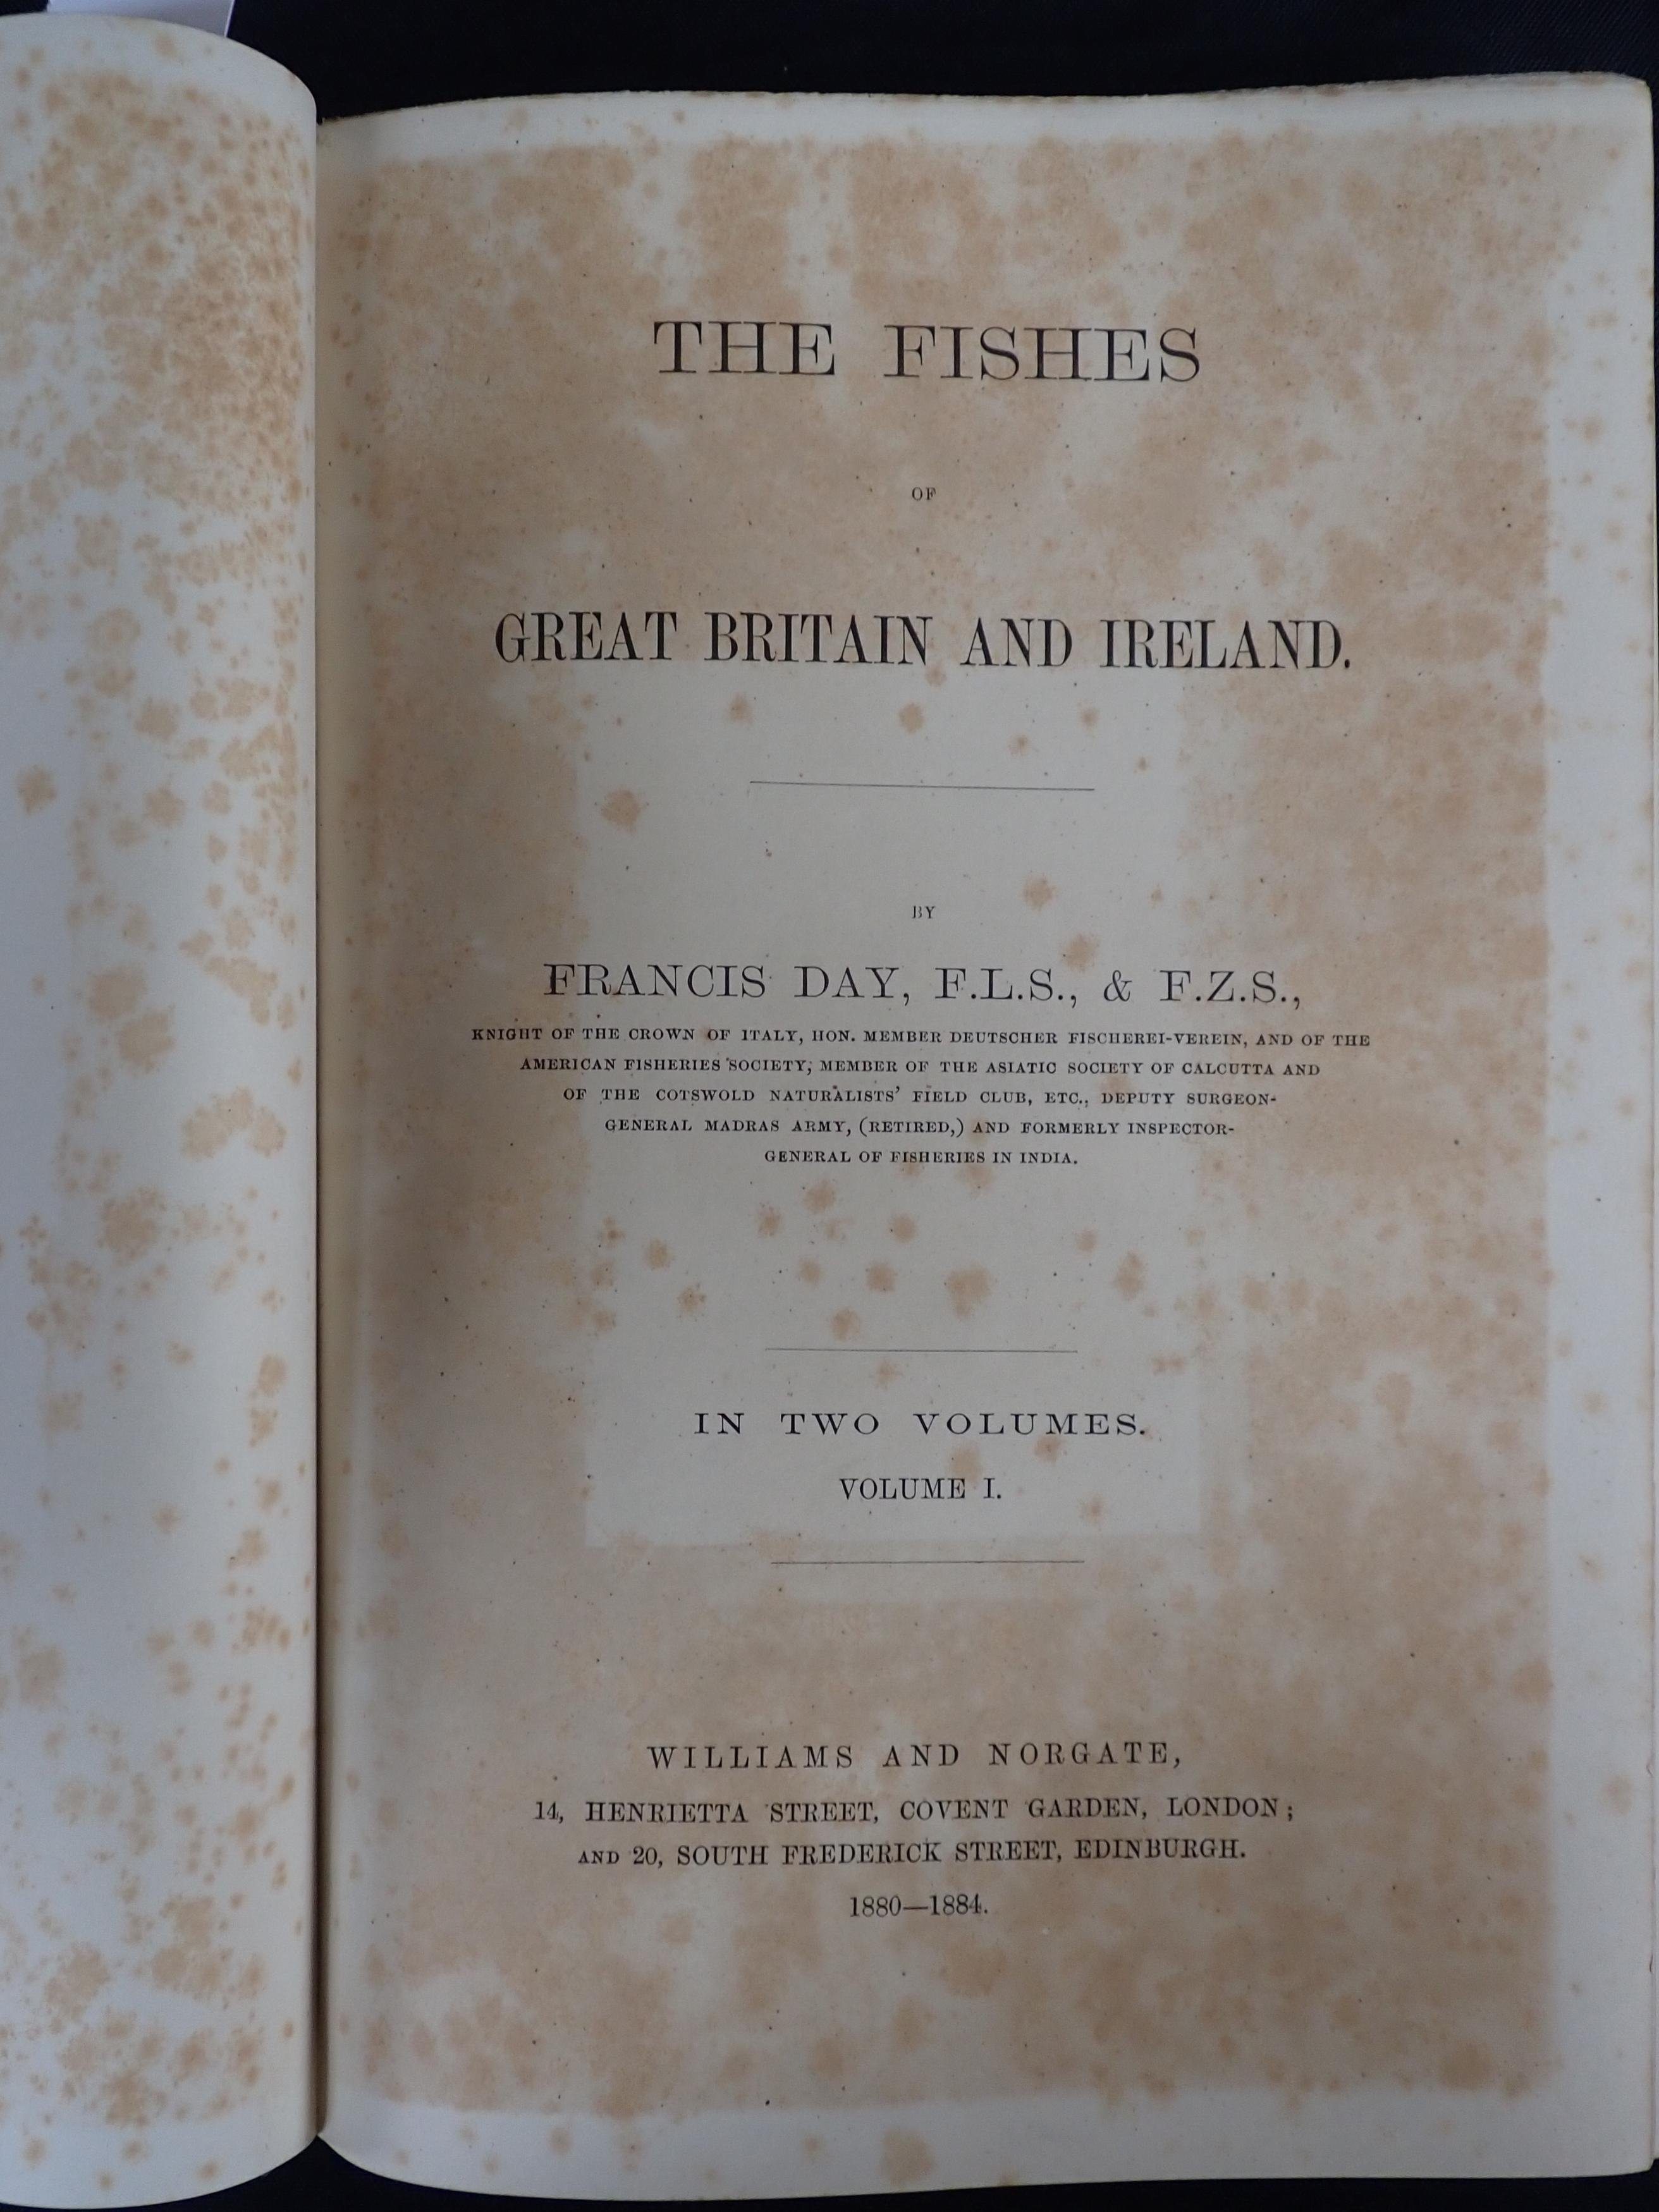 THE FISHES
OF
GREAT BRITAIN AND IRELAND.
BY
FRANCIS DAY, F.L.S., & F.Z.S.,
KNIGHT OF THE CROWN OF ITALY, HON. MEMBER DEUTSCHER FISCHEREI-VEREIN, AND OF THE
AMERICAN FISHERIES SOCIETY; MEMBER OF THE ASIATIC SOCIETY OF CALCUTTA AND
OF THE COTSWOLD NATURALISTS' FIELD CLUB, ETC., DEPUTY SURGEON-
GENERAL MADRAS ARMY, (RETIRED,) AND FORMERLY INSPECTOR-
GENERAL OF FISHERIES IN INDIA.
IN TWO VOLUMES.
VOLUME I.
WILLIAMS AND NORGATE,
14, HENRIETTA STREET, COVENT GARDEN, LONDON;
AND 20, SOUTH FREDERICK STREET, EDINBURGH.
1880—1884.